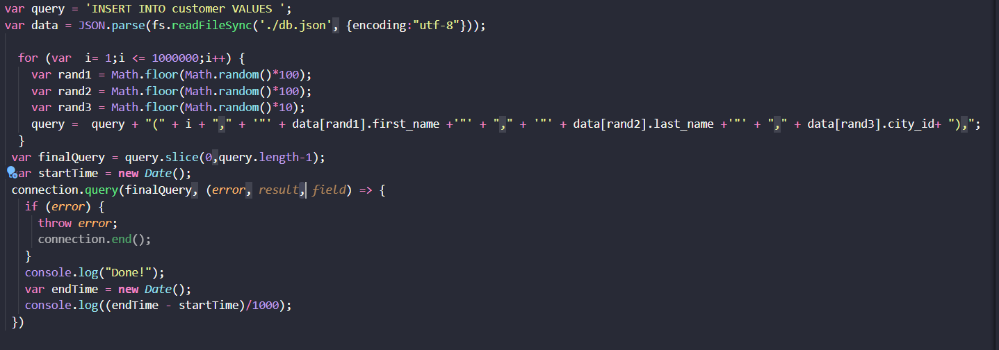 var query = 'INSERT INTO customer VALUES ';
var data = JSON.parse(fs.readFileSync('./db.json', {encoding:"utf-8"}));
for (var  i= 1;i <= 1000000;i++) {
var rand1 = Math.floor(Math.random()*100);
var rand2 = Math.floor(Math.random()*100);
var rand3 = Math.floor(Math.random()*10);
query =  query + "(" + i + "," + '"' + data[rand1].first_name +'"' + "," + '"' + data[rand2].last_name +'"' + "," + data[rand3].city_id+ "),";
}
var finalQuery = query.slice(0,query.length-1);
ar startTime = new Date();
connection.query(finalQuery, (error, result, field) => {
if (error) {
throw error;
connection.end();
}
console.log("Done!");
var endTime = new Date();
console.log((endTime - startTime)/1000);
})